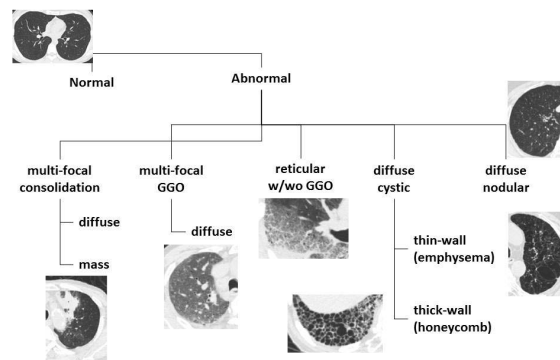 Normal
Abnormal
multi-focal
consolidation
diffuse
mass
multi-focal
GGO
diffuse
reticular
w/wo GGO
diffuse
cystic
thin-wall
(emphysema)
thick-wall
(honeycomb)
diffuse
nodular